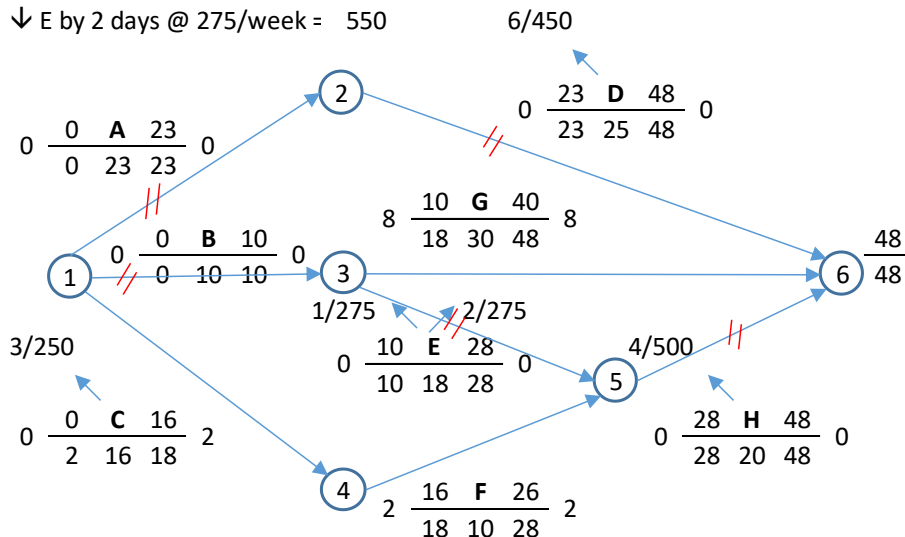 ↓ E by 2 days @ 275/week = 550
6/450
2
0 23 D 48 0
23 25 48
0 0 A 23 0
0 23 23
8 10 G 40 8
18 30 48
0 0 B 10 0
0 10 10
1
3
6
48
48
1/275 2/275
3/250
0 10 E 28 0
10 18 28
4/500
5
0 0 C 16 2
2 16 18
0 28 H 48 0
28 20 48
4
2 16 F 26 2
18 10 28